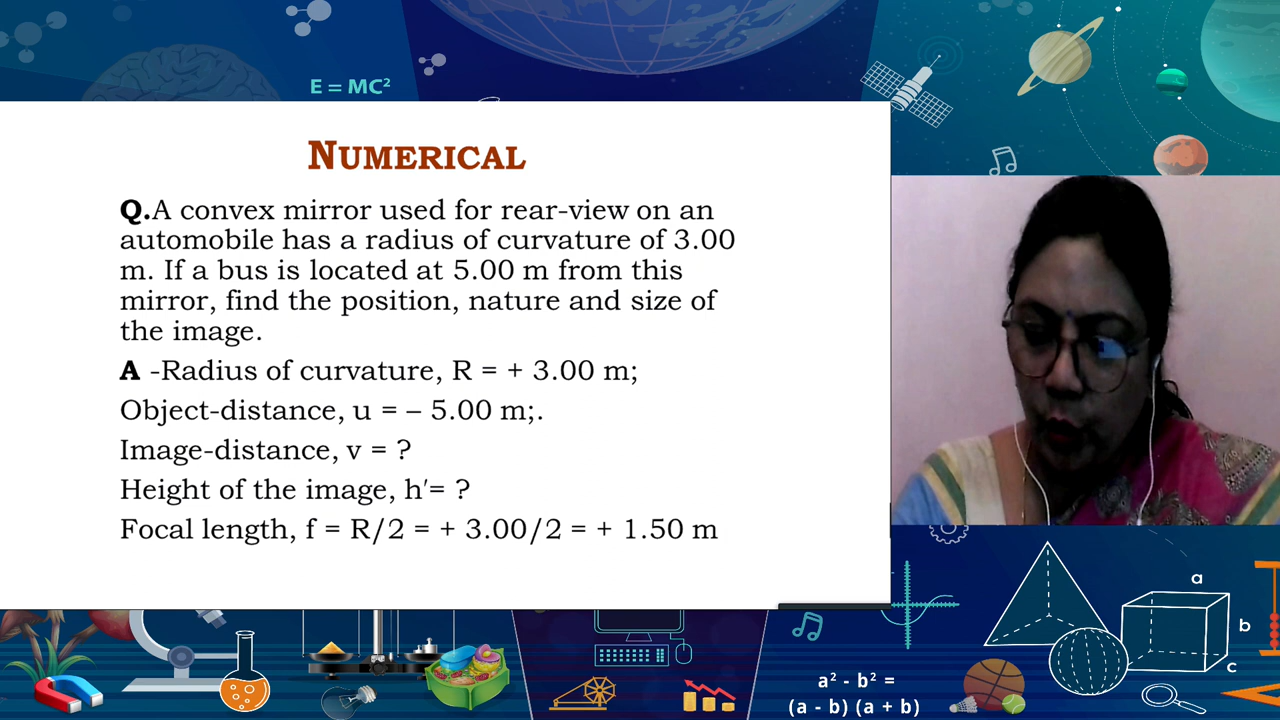 E = MC²
NUMERICAL
Q.A convex mirror used for rear-view on an
automobile has a radius of curvature of 3.00
m. If a bus is located at 5.00 m from this
mirror, find the position, nature and size of
the image.
A -Radius of curvature, R = + 3.00 m;
Object-distance, u = – 5.00 m;.
Image-distance, v = ?
Height of the image, h′= ?
Focal length, f = R/2 = + 3.00/2 = + 1.50 m
a
b
c
a² - b² =
(a - b) (a + b)